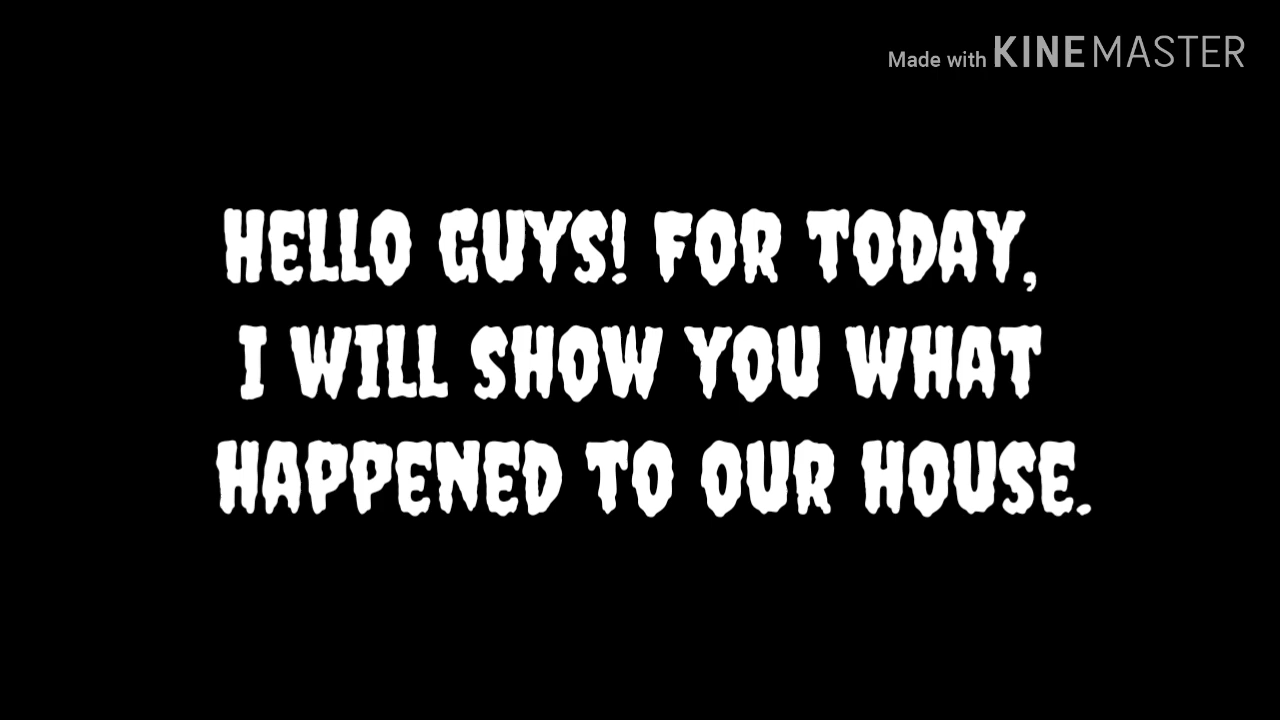 Made with KINEMASTER
HELLO GUYS! FOR TODAY,
I WILL SHOW YOU WHAT
HAPPENED TO OUR HOUSE.